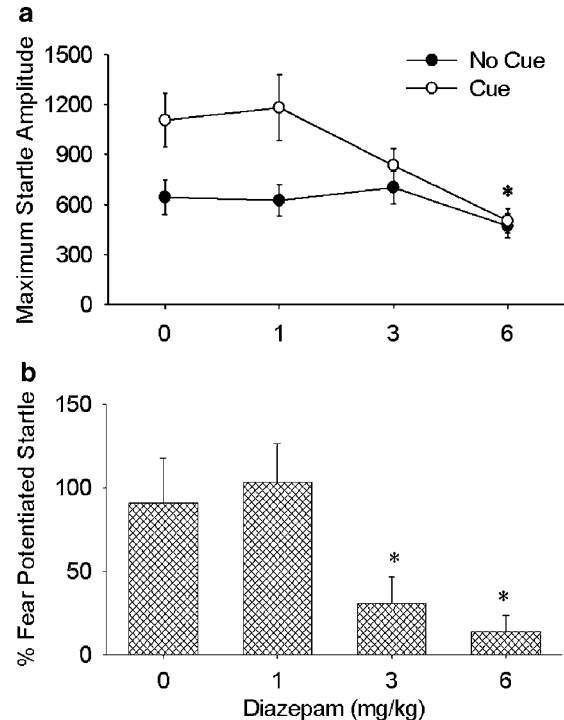 a
Maximum Startle Amplitude
1500
1200
900
600
300
0
No Cue
Cue
*
0 1 3 6
b
% Fear Potentiated Startle
150
100
50
0
* *
0 1 3 6
Diazepam (mg/kg)